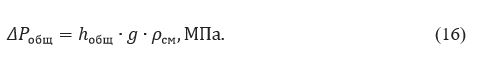 ΔP_общ = h_общ · g · ρ_см, МПа. (16)